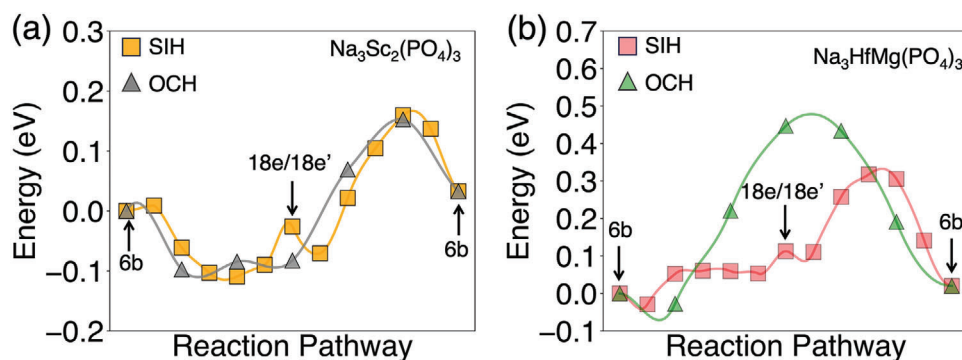 (a)
Energy (eV)
0.3
0.2
0.1
0.0
−0.1
−0.2
SIH
OCH
Na₃Sc₂(PO₄)₃
18e/18e’
6b
6b
Reaction Pathway
(b)
Energy (eV)
0.7
0.6
0.5
0.4
0.3
0.2
0.1
0.0
−0.1
SIH
OCH
Na₃HfMg(PO₄)₃
18e/18e’
6b
6b
Reaction Pathway